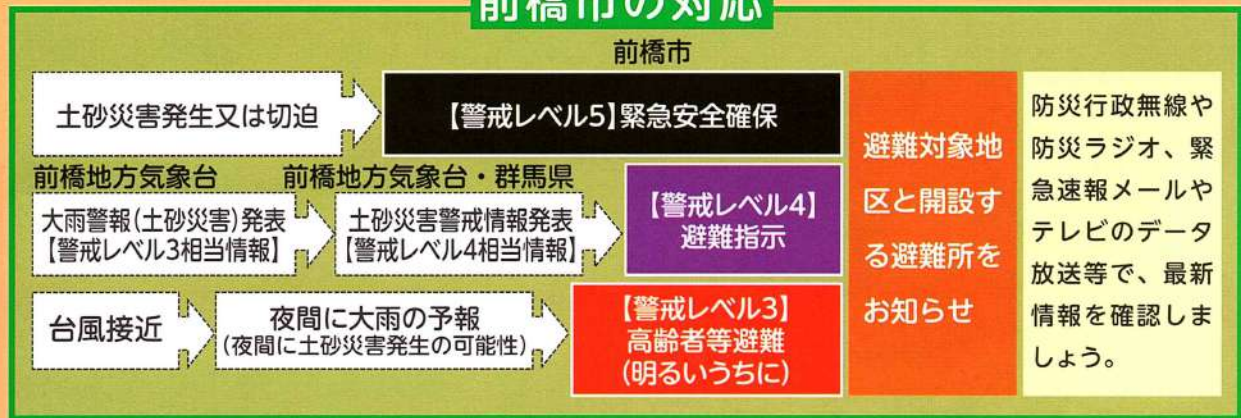 前橋市の対応
前橋市
土砂災害発生又は切迫
【警戒レベル5】緊急安全確保
前橋地方気象台
前橋地方気象台・群馬県
大雨警報(土砂災害)発表
【警戒レベル3相当情報】
土砂災害警戒情報発表
【警戒レベル4相当情報】
【警戒レベル4】
避難指示
台風接近
夜間に大雨の予報
(夜間に土砂災害発生の可能性)
【警戒レベル3】
高齢者等避難
(明るいうちに)
避難対象地
区と開設す
る避難所を
お知らせ
防災行政無線や
防災ラジオ、緊
急速報メールや
テレビのデータ
放送等で、最新
情報を確認しま
しょう。